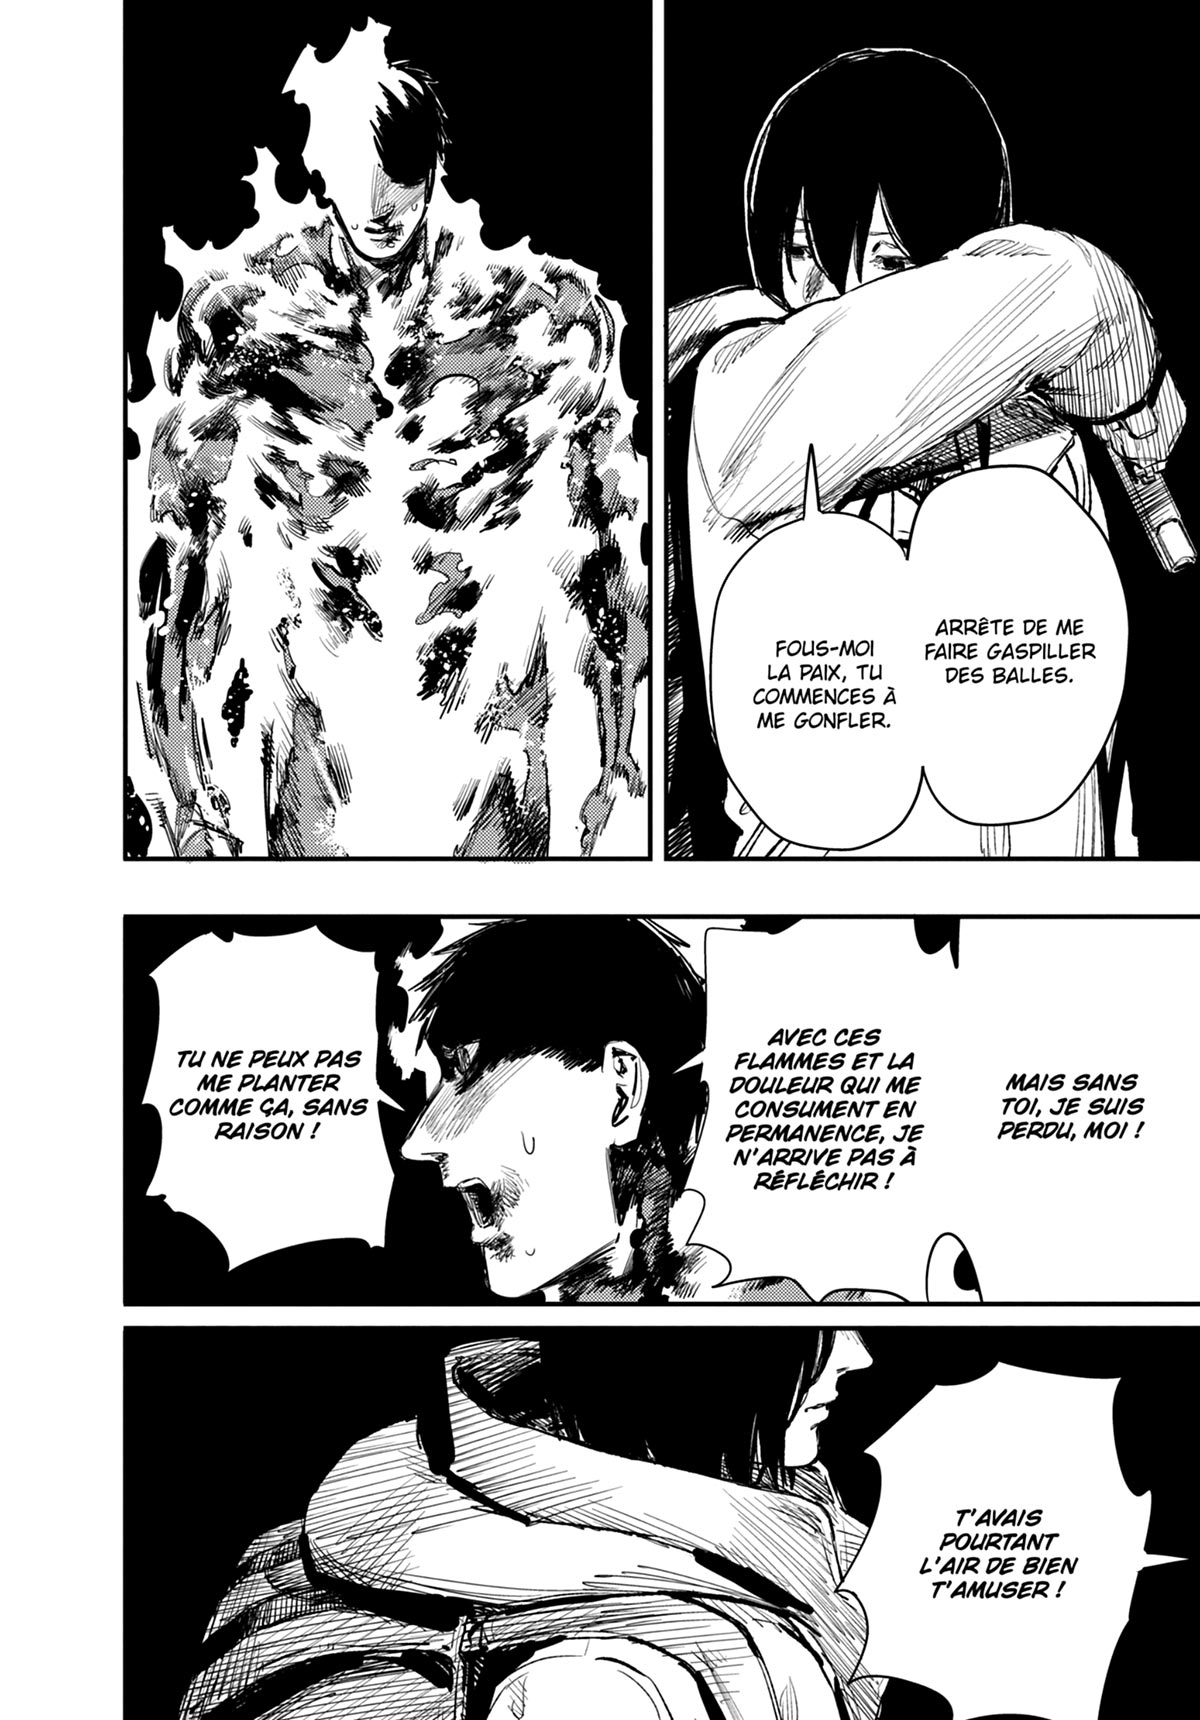 ARRÊTE DE ME
FAIRE GASPILLER
DES BALLES.
FOUS-MOI
LA PAIX, TU
COMMENCES À
ME GONFLER.
MAIS SANS
TOI, JE SUIS
PERDU, MOI !
AVEC CES
FLAMMES ET LA
DOULEUR QUI ME
CONSUMENT EN
PERMANENCE, JE
N'ARRIVE PAS À
RÉFLÉCHIR !
TU NE PEUX PAS
ME PLANTER
COMME ÇA, SANS
RAISON !
T'AVAIS
POURTANT
L'AIR DE BIEN
T'AMUSER !